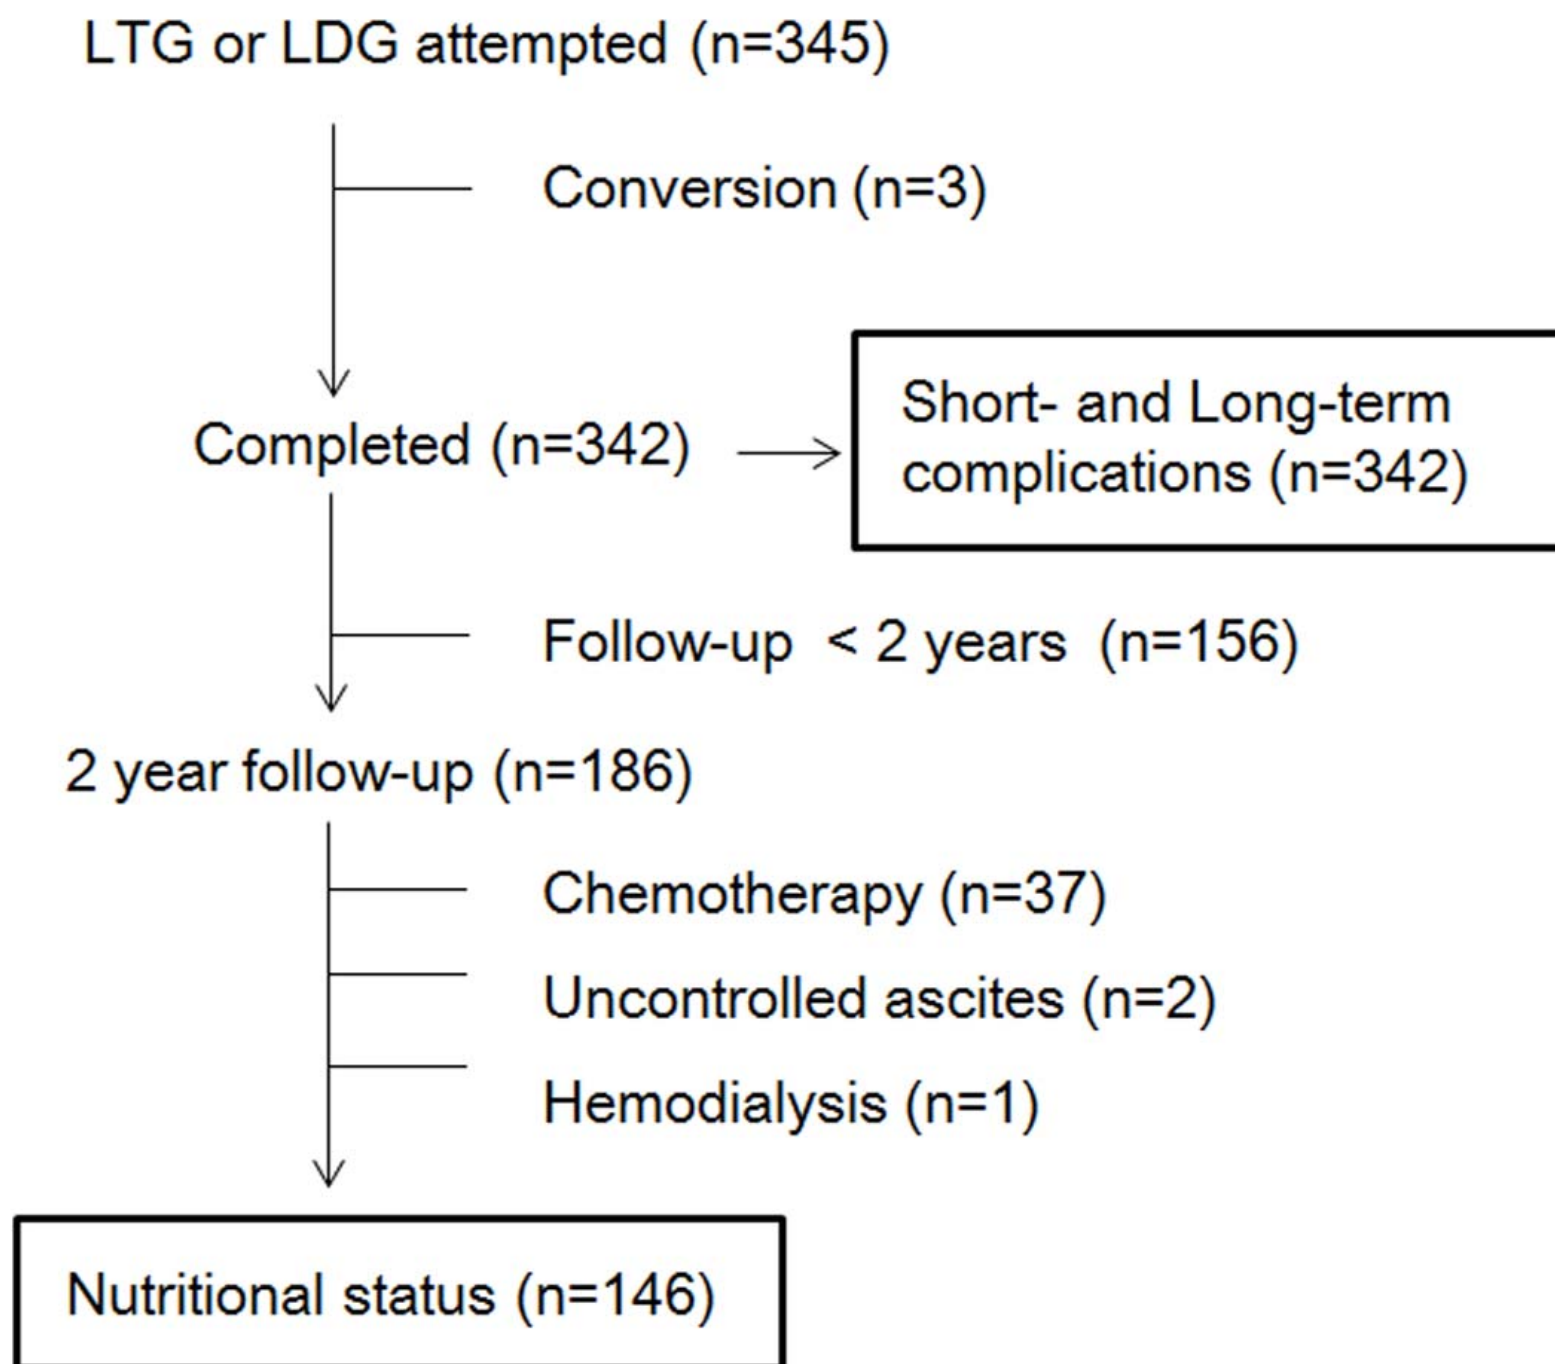 LTG or LDG attempted (n=345)
Conversion (n=3)
Completed (n=342)
Short- and Long-term
complications (n=342)
Follow-up < 2 years (n=156)
2 year follow-up (n=186)
Chemotherapy (n=37)
Uncontrolled ascites (n=2)
Hemodialysis (n=1)
Nutritional status (n=146)